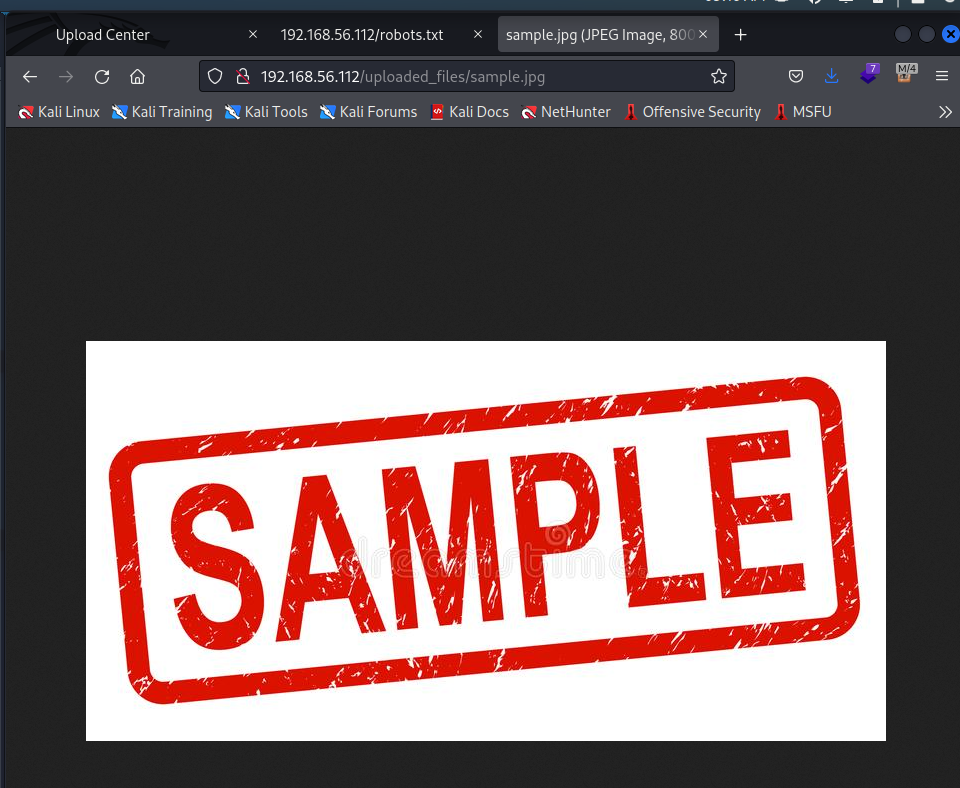 Upload Center
192.168.56.112/robots.txt
sample.jpg (JPEG Image, 800
192.168.56.112/uploaded_files/sample.jpg
7
M/4
Kali Linux
Kali Training
Kali Tools
Kali Forums
Kali Docs
NetHunter
Offensive Security
MSFU
SAMPLE
dreamstime